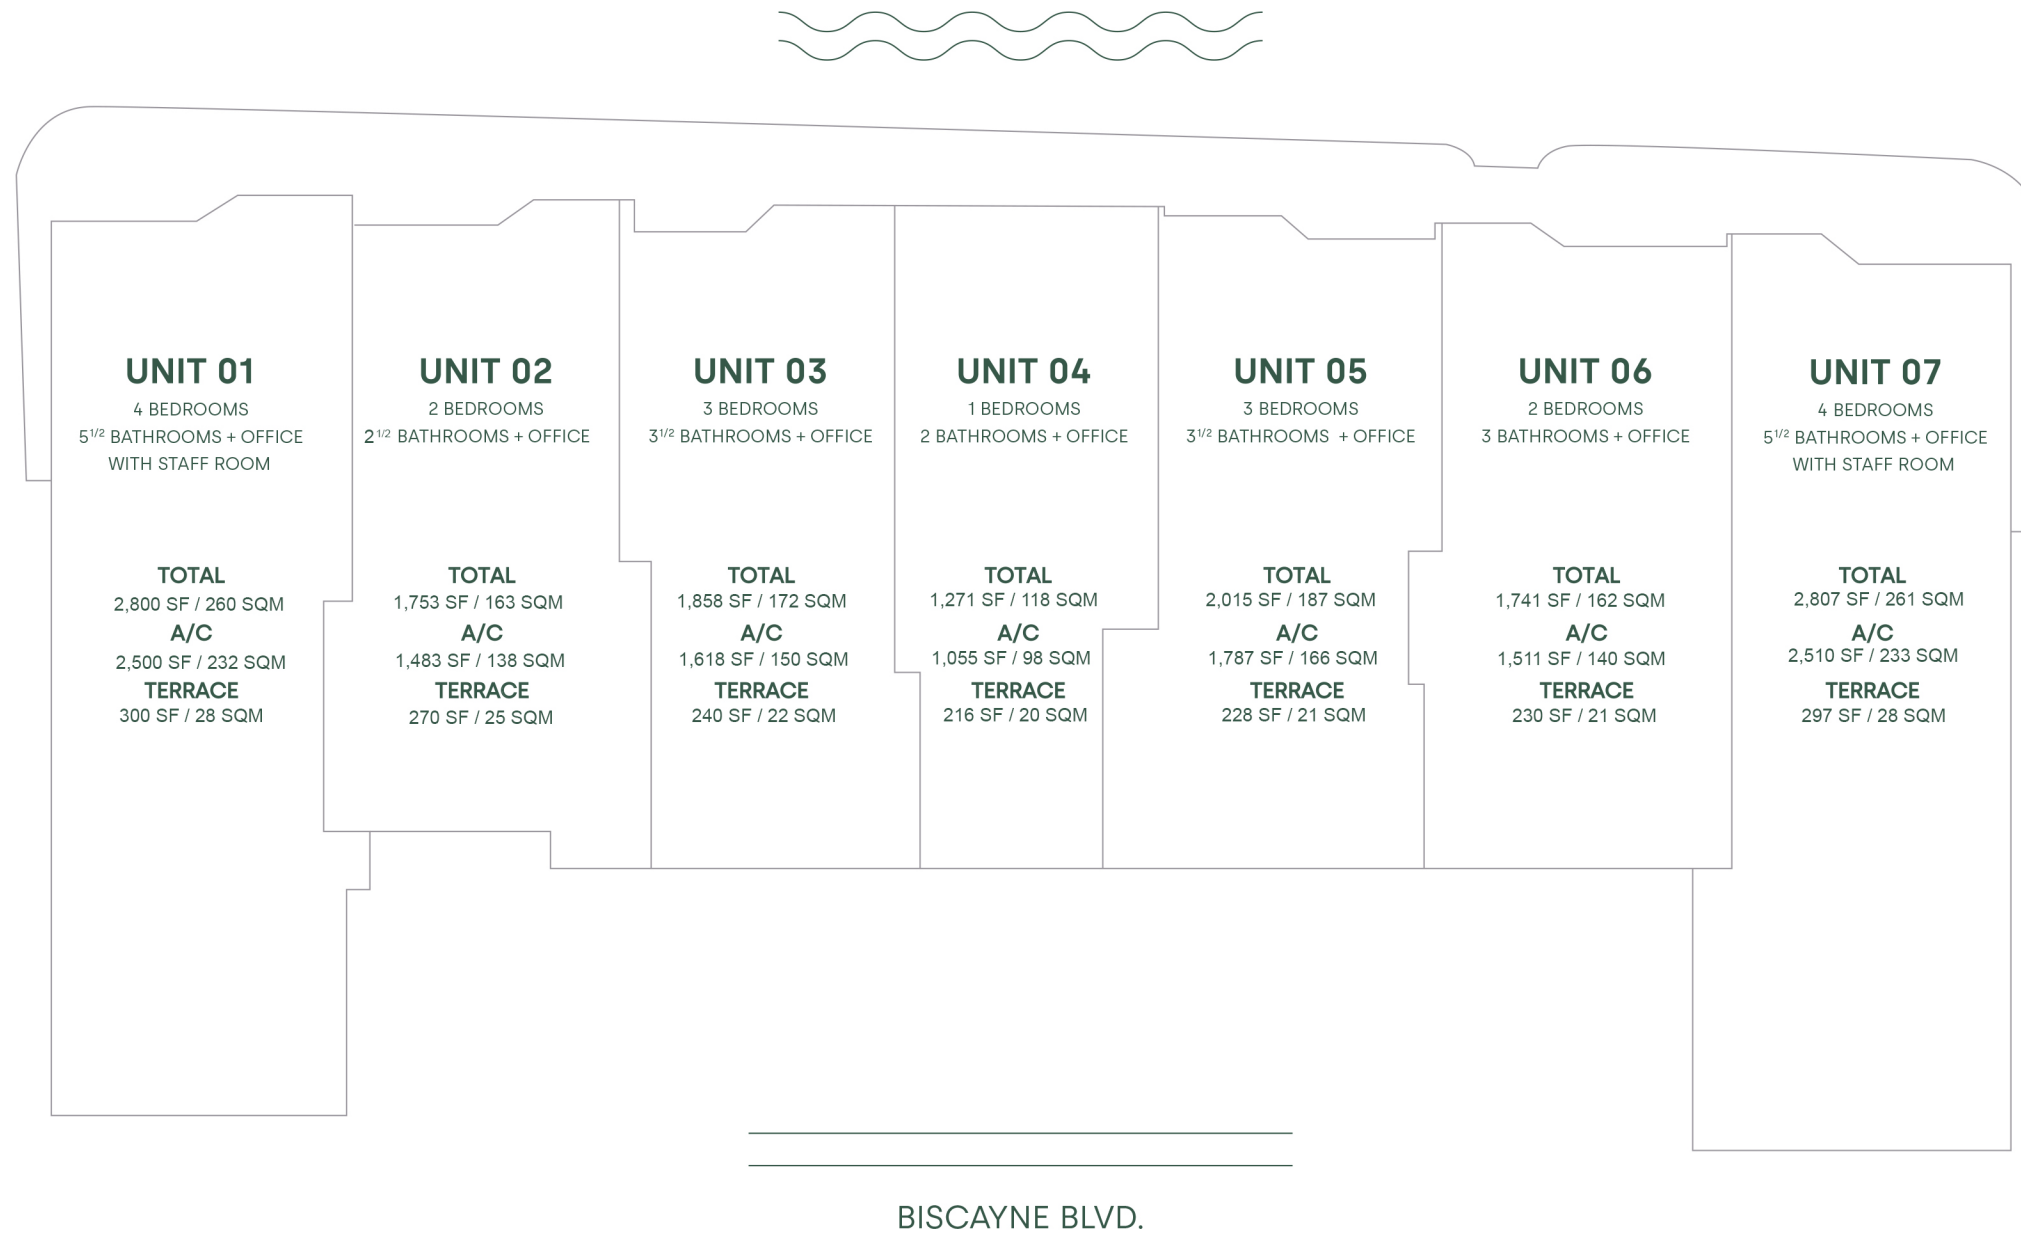 UNIT 01
4 BEDROOMS
5 1/2 BATHROOMS + OFFICE
WITH STAFF ROOM
TOTAL
2,800 SF / 260 SQM
A/C
2,500 SF / 232 SQM
TERRACE
300 SF / 28 SQM
UNIT 02
2 BEDROOMS
2 1/2 BATHROOMS + OFFICE
TOTAL
1,753 SF / 163 SQM
A/C
1,483 SF / 138 SQM
TERRACE
270 SF / 25 SQM
UNIT 03
3 BEDROOMS
3 1/2 BATHROOMS + OFFICE
TOTAL
1,858 SF / 172 SQM
A/C
1,618 SF / 150 SQM
TERRACE
240 SF / 22 SQM
UNIT 04
1 BEDROOMS
2 BATHROOMS + OFFICE
TOTAL
1,271 SF / 118 SQM
A/C
1,055 SF / 98 SQM
TERRACE
216 SF / 20 SQM
UNIT 05
3 BEDROOMS
3 1/2 BATHROOMS + OFFICE
TOTAL
2,015 SF / 187 SQM
A/C
1,787 SF / 166 SQM
TERRACE
228 SF / 21 SQM
UNIT 06
2 BEDROOMS
3 BATHROOMS + OFFICE
TOTAL
1,741 SF / 162 SQM
A/C
1,511 SF / 140 SQM
TERRACE
230 SF / 21 SQM
UNIT 07
4 BEDROOMS
5 1/2 BATHROOMS + OFFICE
WITH STAFF ROOM
TOTAL
2,807 SF / 261 SQM
A/C
2,510 SF / 233 SQM
TERRACE
297 SF / 28 SQM
BISCAYNE BLVD.